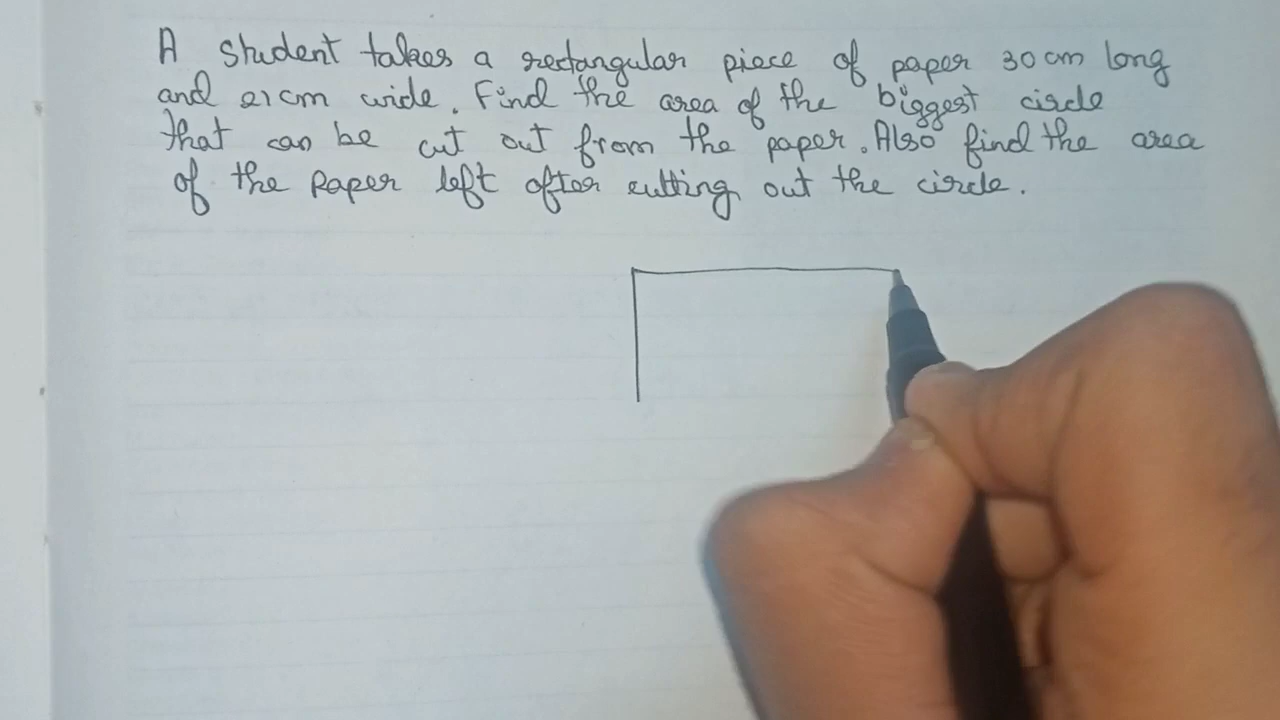 A student takes a rectangular piece of paper 30 cm long
and 21 cm wide. Find the area of the biggest circle
that can be cut out from the paper. Also find the area
of the Paper left after cutting out the circle.